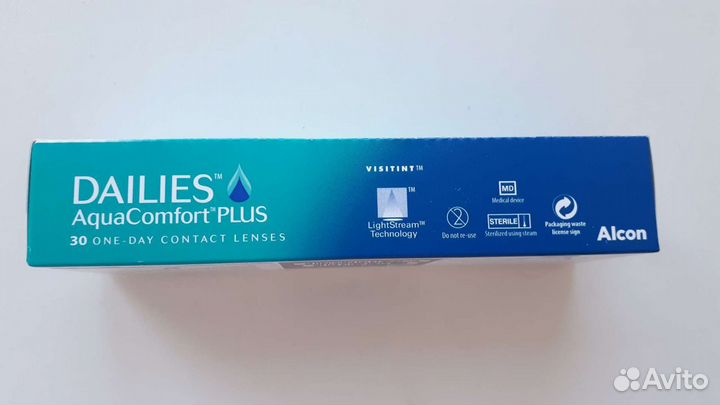 DAILIES™
AquaComfort™PLUS
30 ONE-DAY CONTACT LENSES
VISITINT™
™
LightStream™
Technology
2
Do not re-use
MD
Medical device
STERILE
Sterilized using steam
Packaging waste
license sign
Alcon
Avito